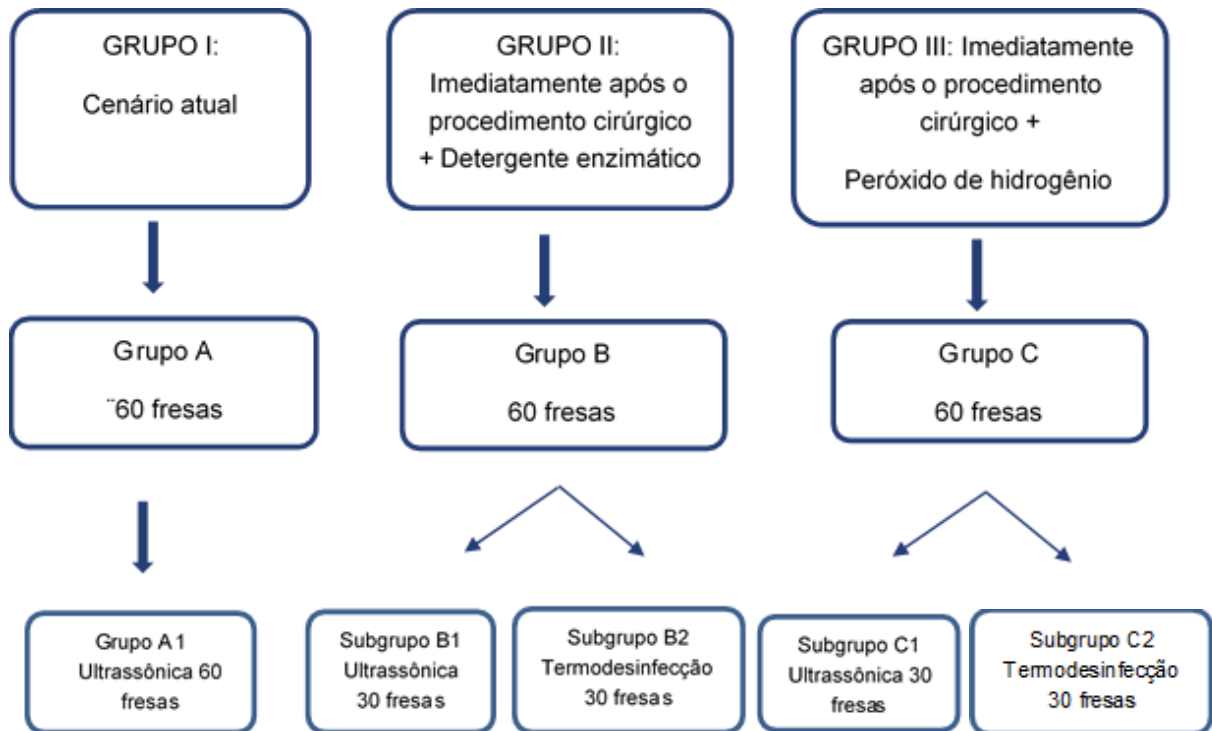 GRUPO I:
Cenário atual
GRUPO II:
Imediatamente após o
procedimento cirúrgico
+ Detergente enzimático
GRUPO III: Imediatamente
após o procedimento
cirúrgico +
Peróxido de hidrogênio
Grupo A
¨60 fresas
Grupo B
60 fresas
Grupo C
60 fresas
Grupo A1
Ultrassônica 60
fresas
Subgrupo B1
Ultrassônica
30 fresas
Subgrupo B2
Termodesinfecção
30 fresas
Subgrupo C1
Ultrassônica 30
fresas
Subgrupo C2
Termodesinfecção
30 fresas